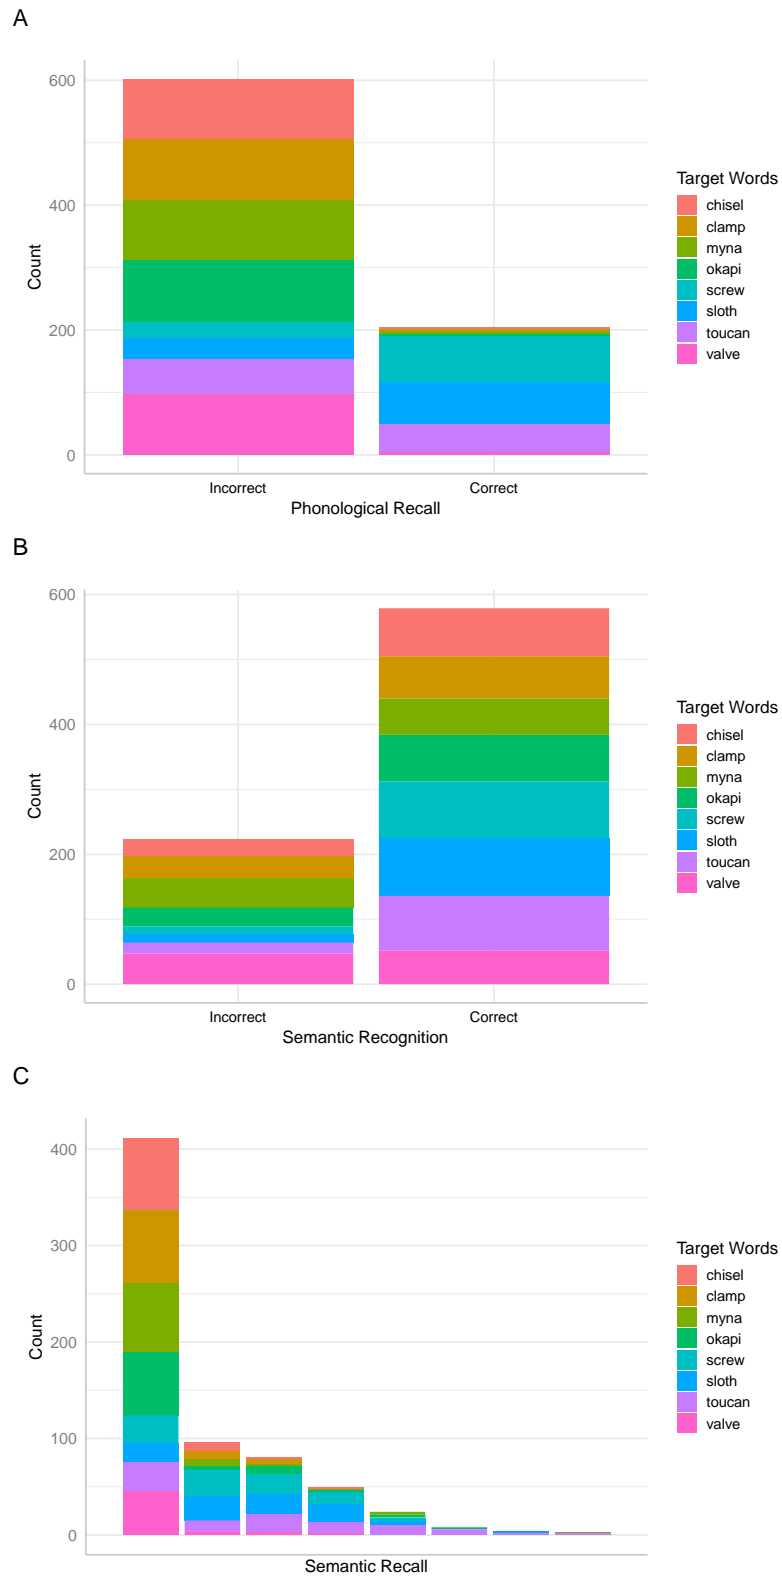 A
600
400
200
0
Count
Incorrect
Correct
Phonological Recall
Target Words
chisel
clamp
myna
okapi
screw
sloth
toucan
valve
B
600
400
200
0
Count
Incorrect
Correct
Semantic Recognition
Target Words
chisel
clamp
myna
okapi
screw
sloth
toucan
valve
C
400
300
200
100
0
Count
Semantic Recall
Target Words
chisel
clamp
myna
okapi
screw
sloth
toucan
valve